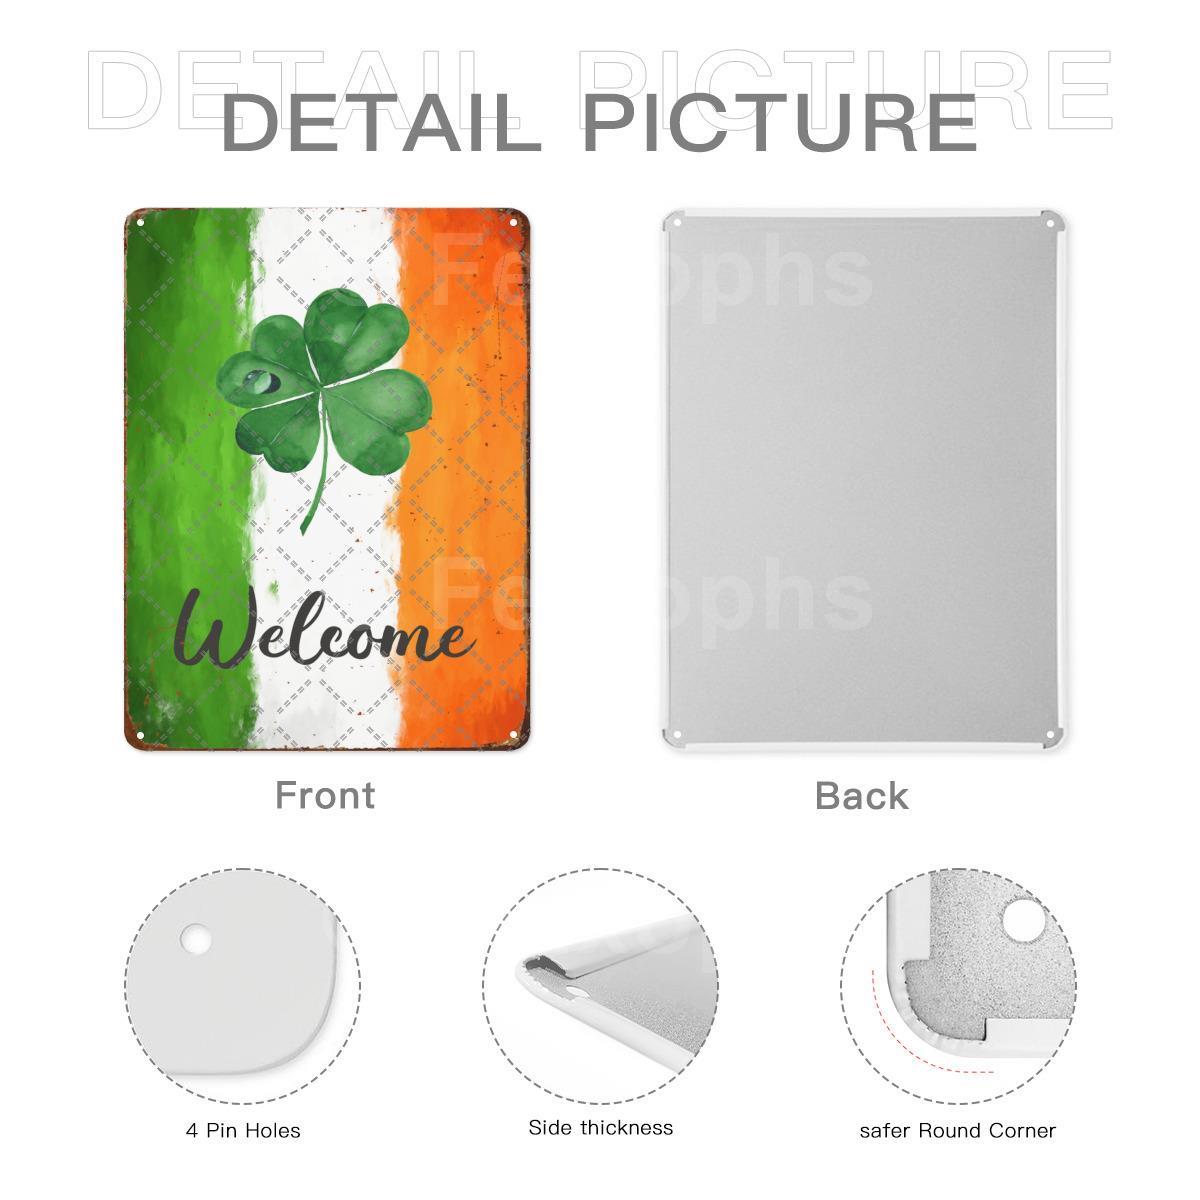 DETAIL PICTURE
DETAIL PICTURE
Welcome
Front
Back
4 Pin Holes
Side thickness
safer Round Corner